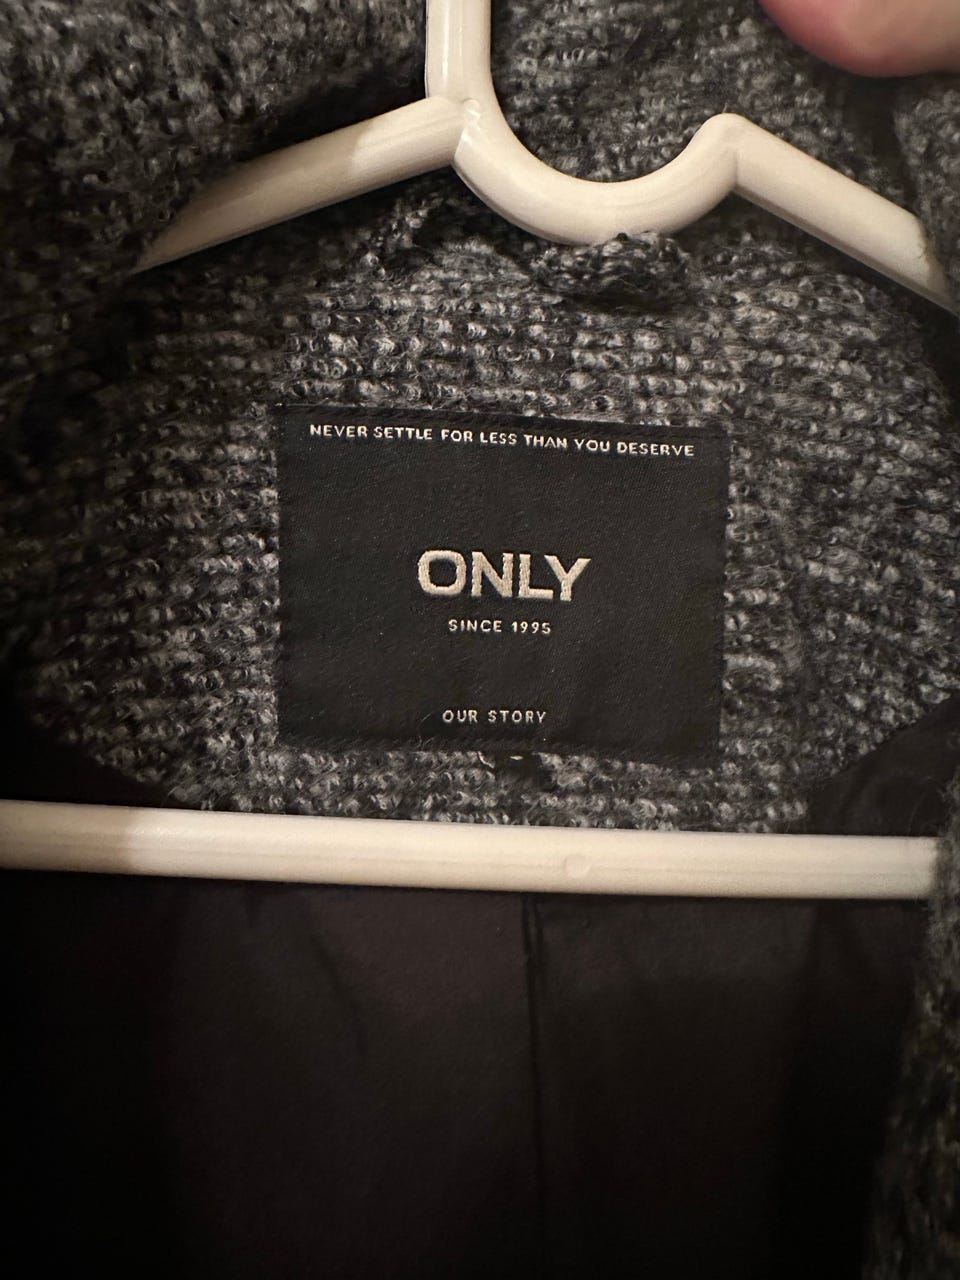 NEVER SETTLE FOR LESS THAN YOU DESERVE
ONLY
SINCE 1995
OUR STORY